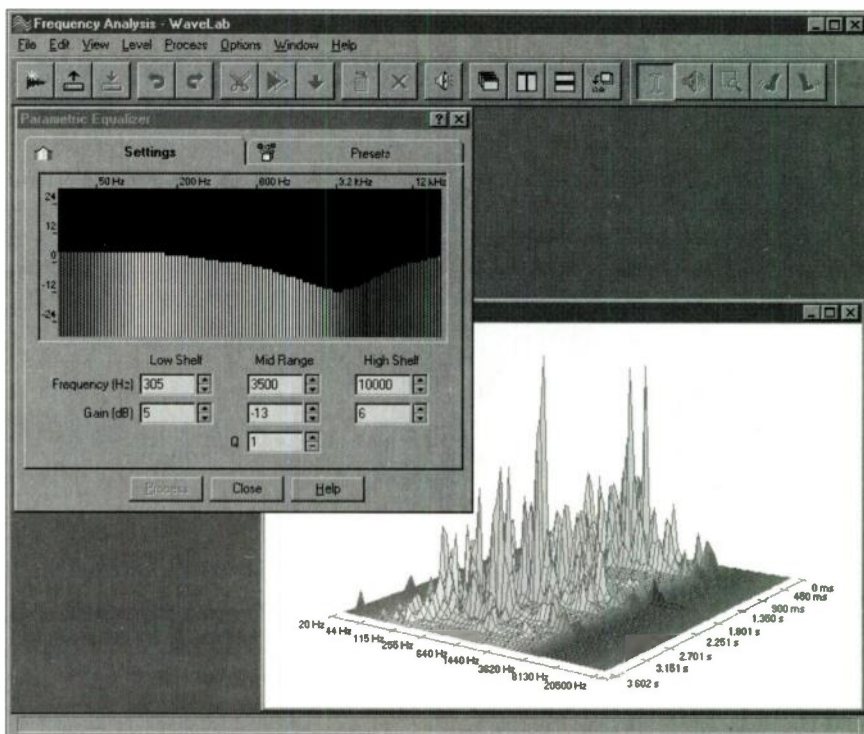 Frequency Analysis - WaveLab
File Edit View Level Process Options Window Help
Parametric Equalizer
Settings
Presets
50 Hz 200 Hz 800 Hz 3.2 kHz 12 kHz
24
12
0
-12
-24
Low Shelf Mid Range High Shelf
Frequency (Hz) 305 3500 10000
Gain (dB) 5 -13 6
Q 1
Process Close Help
20 Hz
44 Hz
115 Hz
255 Hz
640 Hz
1440 Hz
3620 Hz
8130 Hz
20500 Hz
0 ms
450 ms
900 ms
1.350 s
1.801 s
2.251 s
2.701 s
3.151 s
3 602 s